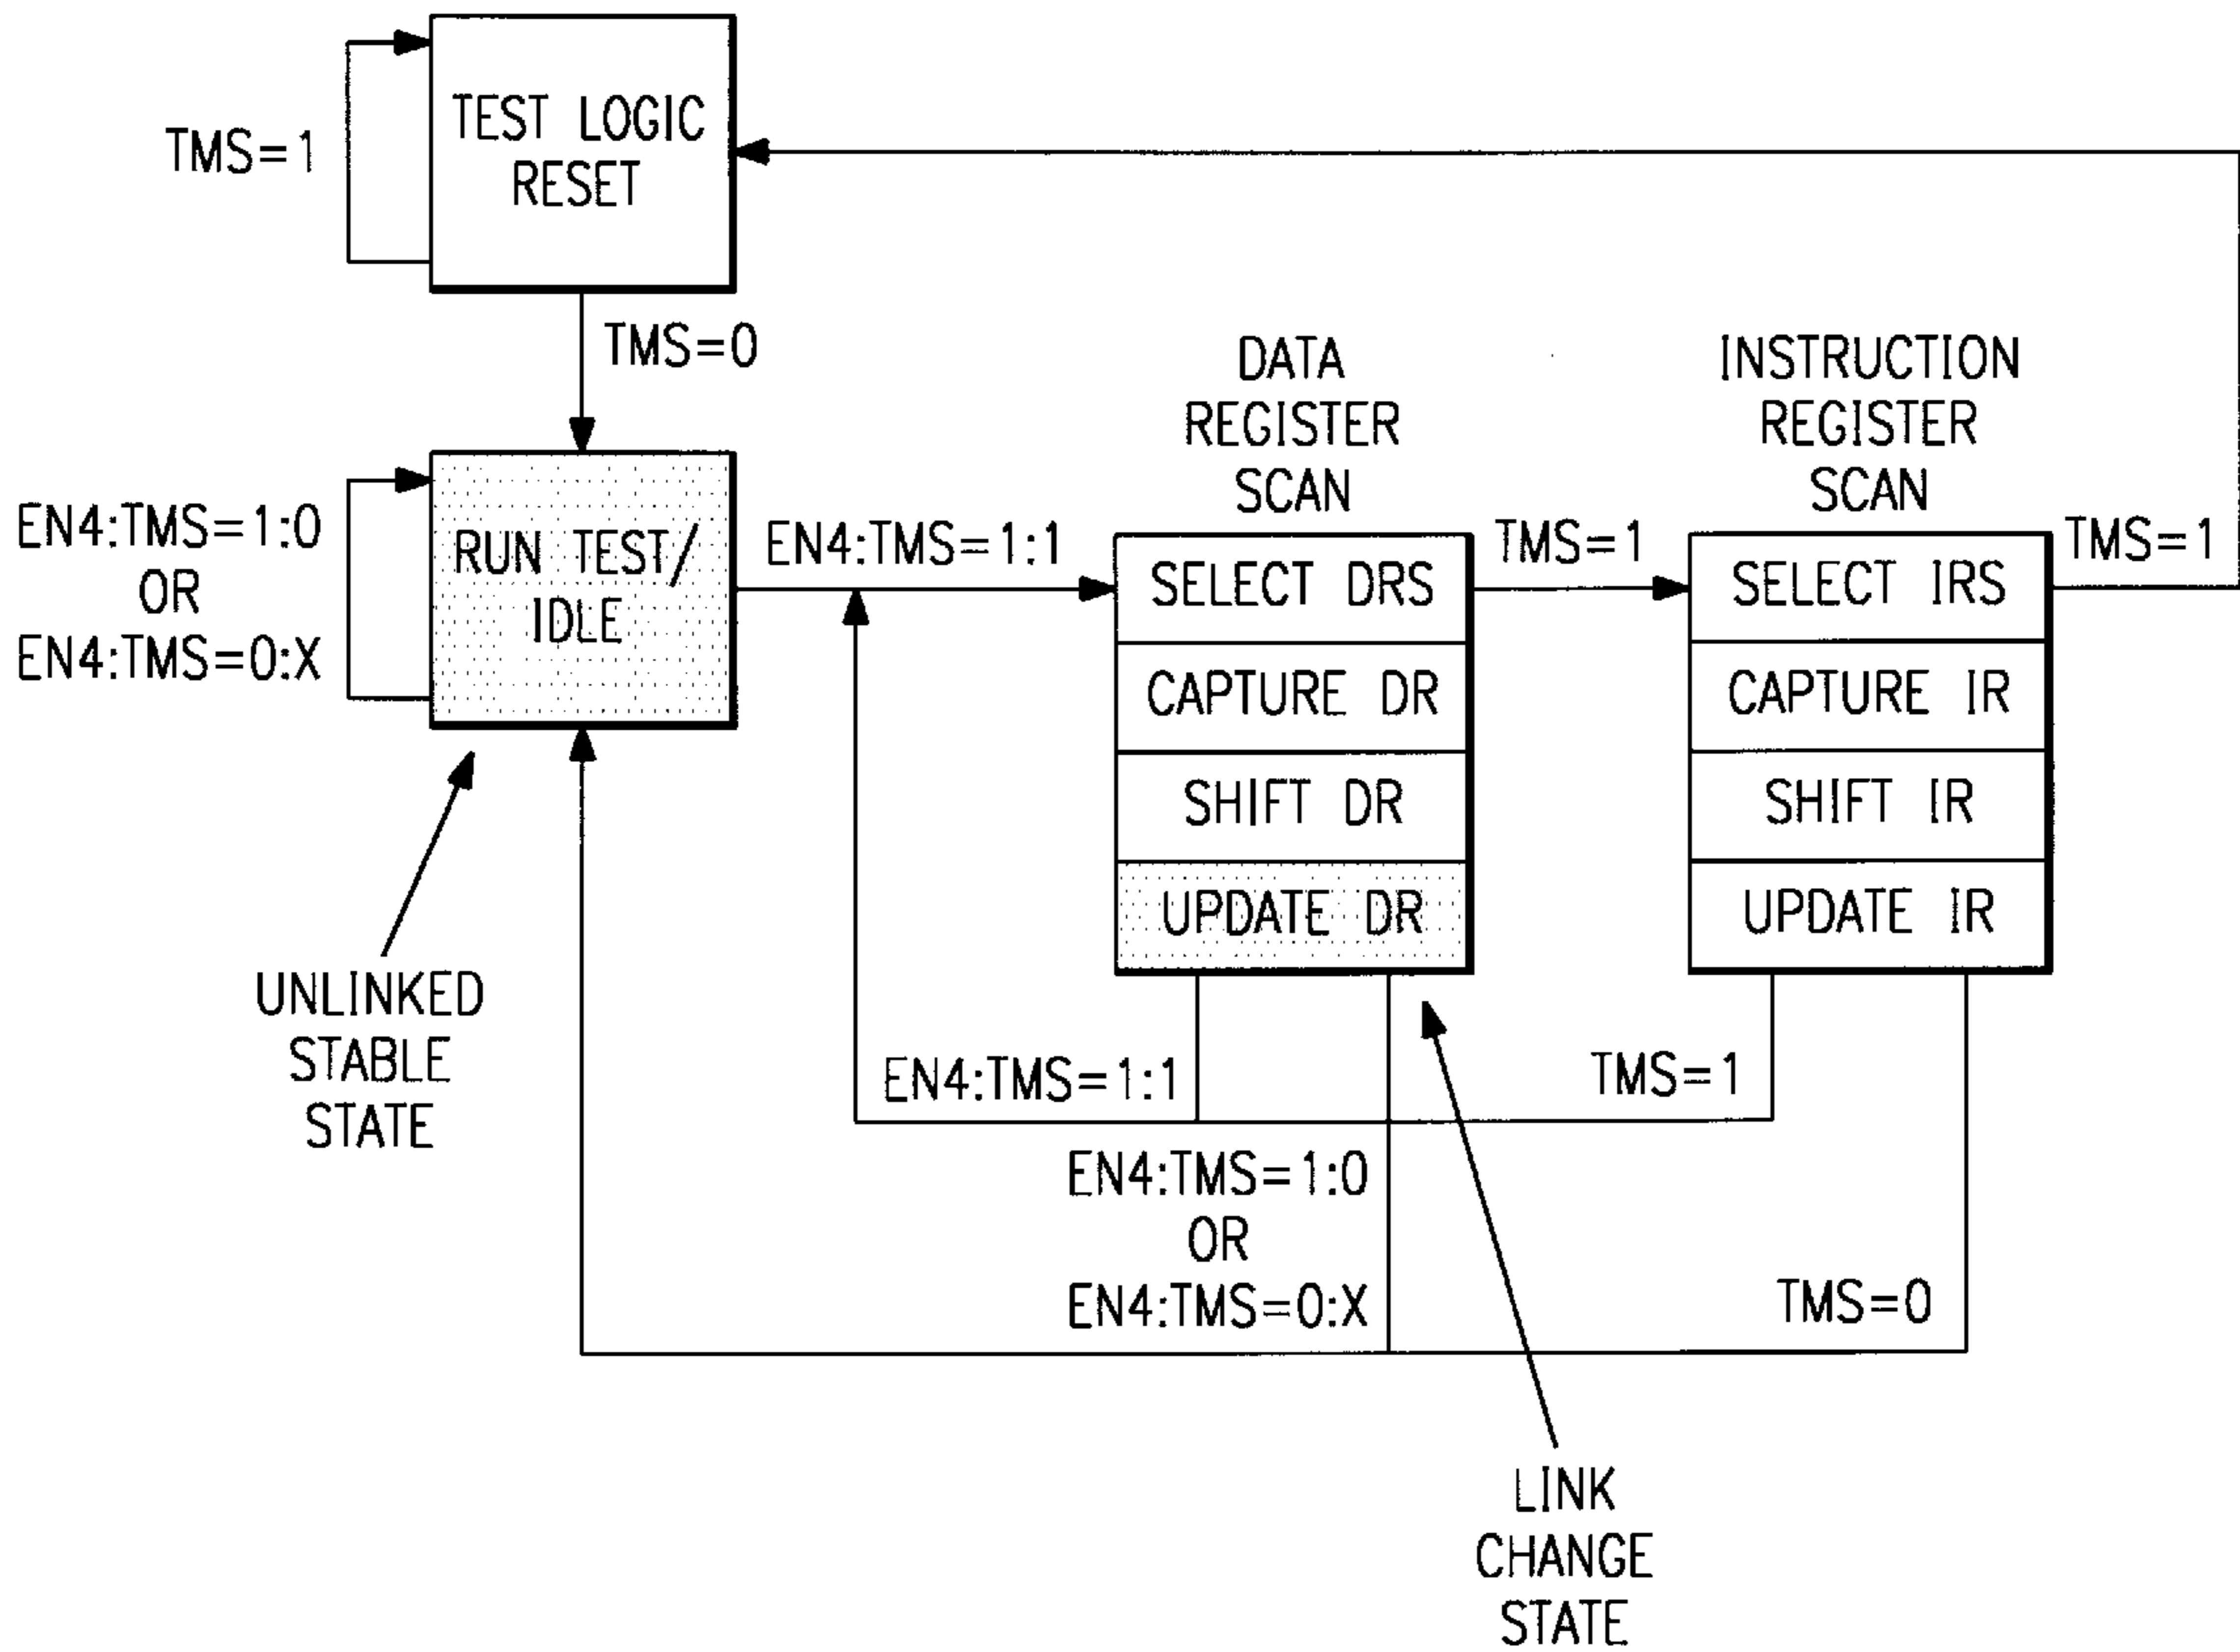 TEST LOGIC
RESET
TMS=1
TMS=0
RUN TEST/
IDLE
EN4:TMS=1:0
OR
EN4:TMS=0:X
UNLINKED
STABLE
STATE
EN4:TMS=1:1
DATA
REGISTER
SCAN
SELECT DRS
CAPTURE DR
SHIFT DR
UPDATE DR
TMS=1
INSTRUCTION
REGISTER
SCAN
SELECT IRS
CAPTURE IR
SHIFT IR
UPDATE IR
TMS=1
EN4:TMS=1:1
TMS=1
EN4:TMS=1:0
OR
EN4:TMS=0:X
TMS=0
LINK
CHANGE
STATE